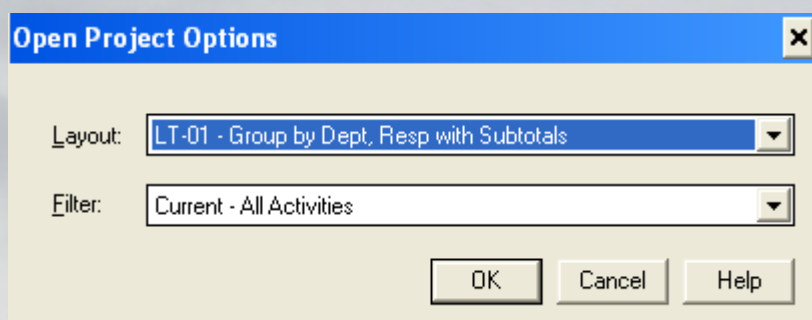 Open Project Options
Layout: LT-01 - Group by Dept, Resp with Subtotals
Filter: Current - All Activities
OK Cancel Help